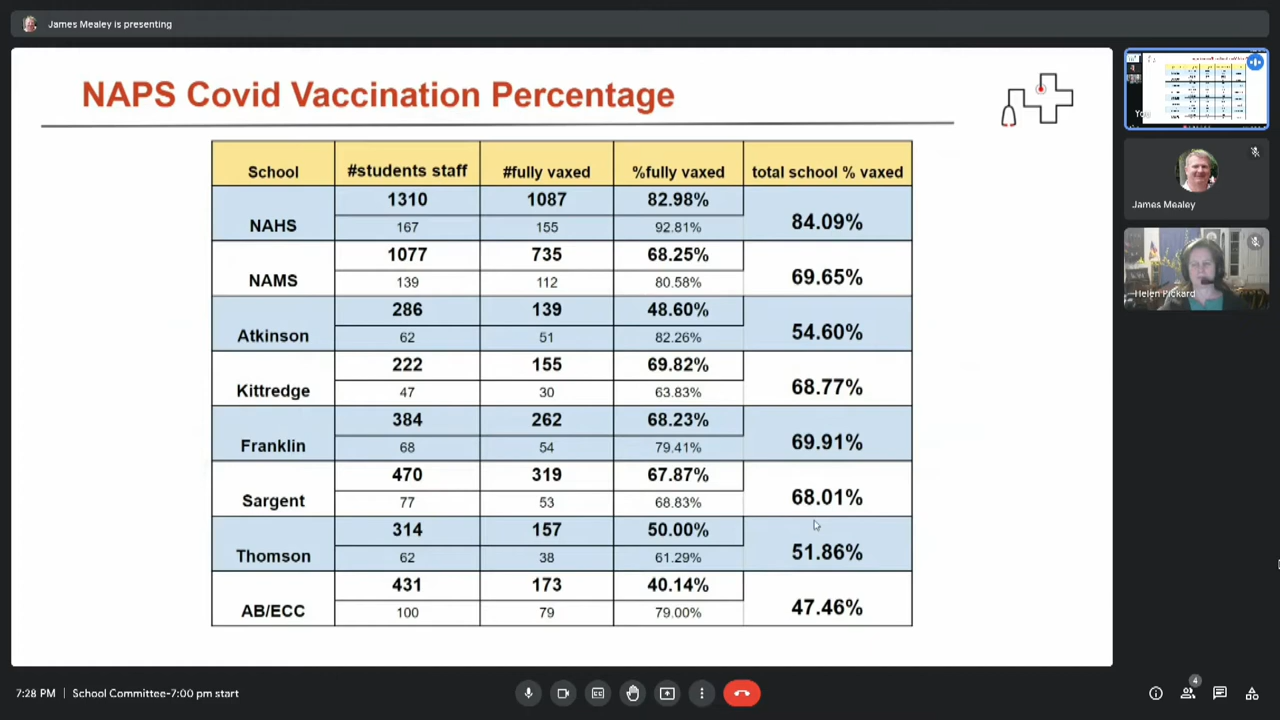 James Mealey is presenting
NAPS Covid Vaccination Percentage
School #students staff #fully vaxed %fully vaxed total school % vaxed
NAHS 1310 1087 82.98% 84.09%
167 155 92.81%
NAMS 1077 735 68.25% 69.65%
139 112 80.58%
Atkinson 286 139 48.60% 54.60%
62 51 82.26%
Kittredge 222 155 69.82% 68.77%
47 30 63.83%
Franklin 384 262 68.23% 69.91%
68 54 79.41%
Sargent 470 319 67.87% 68.01%
77 53 68.83%
Thomson 314 157 50.00% 51.86%
62 38 61.29%
AB/ECC 431 173 40.14% 47.46%
100 79 79.00%
You
James Mealey
Helen Pickard
7:28 PM | School Committee-7:00 pm start
CC
4